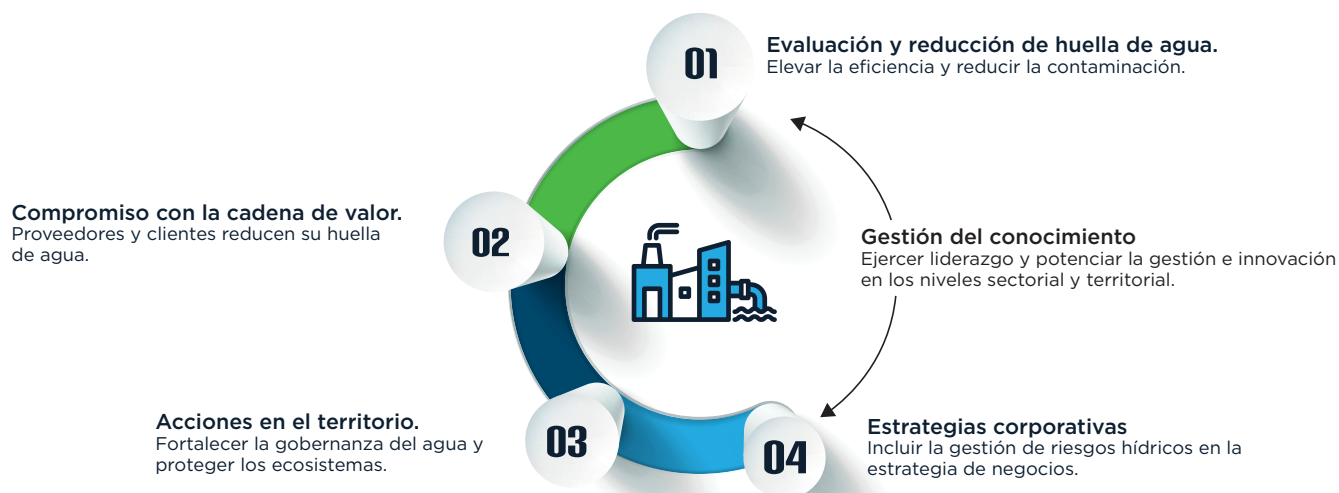 01
Evaluación y reducción de huella de agua.
Elevar la eficiencia y reducir la contaminación.
02
Compromiso con la cadena de valor.
Proveedores y clientes reducen su huella
de agua.
03
Acciones en el territorio.
Fortalecer la gobernanza del agua y
proteger los ecosistemas.
04
Estrategias corporativas
Incluir la gestión de riesgos hídricos en la
estrategia de negocios.
Gestión del conocimiento
Ejercer liderazgo y potenciar la gestión e innovación
en los niveles sectorial y territorial.